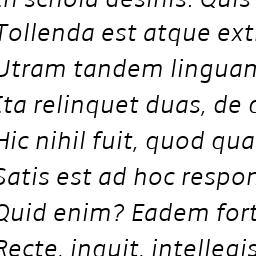 In schola desinis. Quis
Tollenda est atque ext
Utram tandem linguan
Ita relinquet duas, de
Hic nihil fuit, quod qua
Satis est ad hoc respon
Quid enim? Eadem fort
Recte, inquit, intellegis